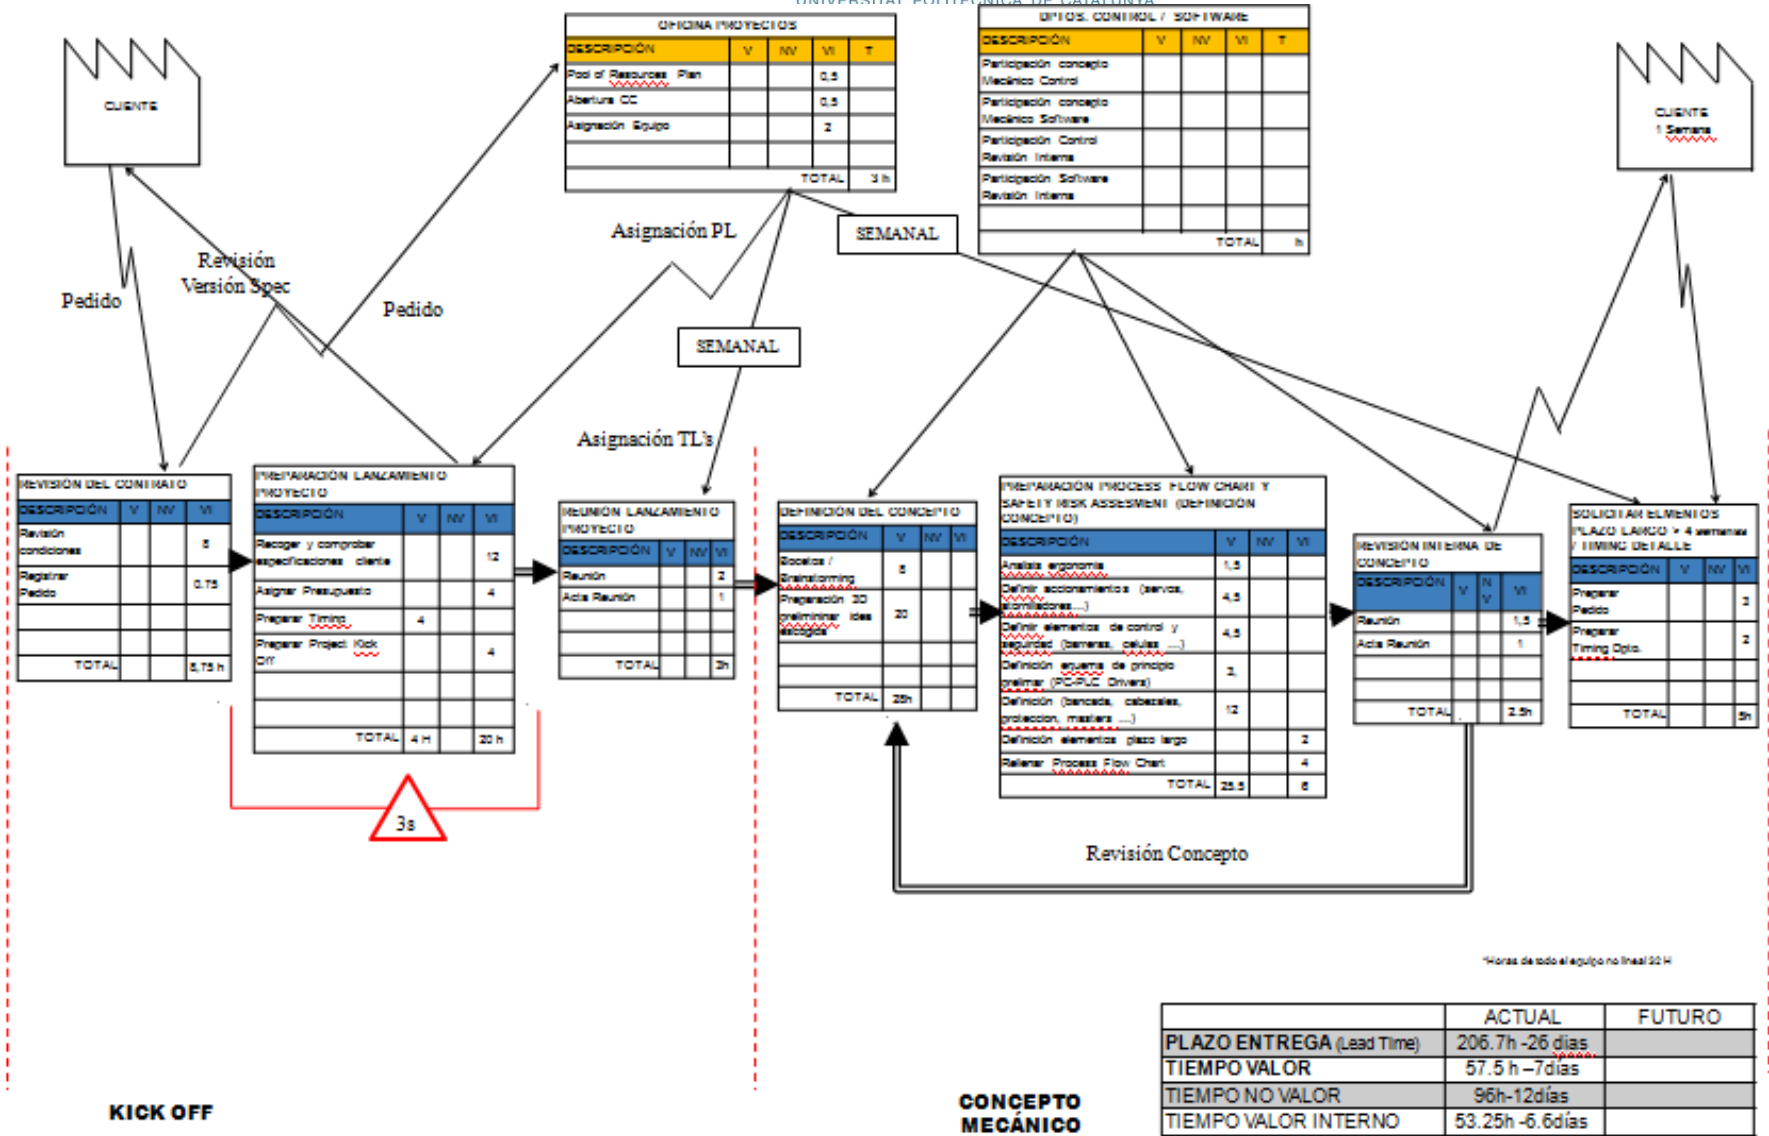 UNIVERSITAT POLITÈCNICA DE CATALUNYA
CLIENTE
OFICINA PROYECTOS
DESCRIPCIÓN V NV VI T
Pool of Resources Plan 0,5
Abertura CC 0,5
Asignación Equipo 2
TOTAL 3 h
DPTOS. CONTROL / SOFTWARE
DESCRIPCIÓN V NV VI T
Participación concepto
Mecánico Control
Participación concepto
Mecánico Software
Participación Control
Revisión Interna
Participación Software
Revisión Interna
TOTAL h
CLIENTE
1 Semana
Pedido
Revisión
Versión Spec
Pedido
Asignación PL
SEMANAL
SEMANAL
Asignación TL's
REVISIÓN DEL CONTRATO
DESCRIPCIÓN V NV VI
Revisión
condiciones
Registrar
Pedido 0.75
TOTAL
PREPARACIÓN LANZAMIENTO
PROYECTO
DESCRIPCIÓN V NV VI
Recoger y comprobar
especificaciones cliente 12
Asignar Presupuesto 4
Preparar Timing 4
Preparar Project Kick
Off 4
TOTAL 4 H 20 h
REUNIÓN LANZAMIENTO
PROYECTO
DESCRIPCIÓN V NV VI
Reunión 2
Acta Reunión 1
TOTAL 3h
3s
DEFINICIÓN DEL CONCEPTO
DESCRIPCIÓN V NV VI
Bocetos /
Brainstorming
Preparación 3D
preliminar idea
escogida 20
TOTAL
PREPARACIÓN PROCESS FLOW CHART Y
SAFETY RISK ASSESMENT (DEFINICIÓN
CONCEPTO)
DESCRIPCIÓN V NV VI
Analisis ergonomia 1,5
Definir accionamientos (servos,
atornilladores...) 4,5
Definir elementos de control y
seguridad (barreras, celulas ....) 4,5
Definición equema de principio
prelimar (PC-PLC Drivers) 3,
Definición (bancada, cabezales,
proteccion, masters ....) 12
Definición elementos plazo largo 2
Rellenar Process Flow Chart 4
TOTAL 25.5 6
REVISIÓN INTERNA DE
CONCEPTO
DESCRIPCIÓN V NV VI
Reunión 1,5
Acta Reunión 1
TOTAL 2.5h
SOLICITAR ELMENTOS
PLAZO LARGO > 4 semanas
/ TIMING DETALLE
DESCRIPCIÓN V NV VI
Preparar
Pedido 3
Preparar
Timing Dpto. 2
TOTAL 5h
Revisión Concepto
*Horas de todo el equipo no lineal 32 H
ACTUAL FUTURO
PLAZO ENTREGA (Lead Time) 206.7h -26 dias
TIEMPO VALOR 57.5 h –7días
TIEMPO NO VALOR 96h-12días
TIEMPO VALOR INTERNO 53.25h -6.6días
KICK OFF
CONCEPTO
MECÁNICO